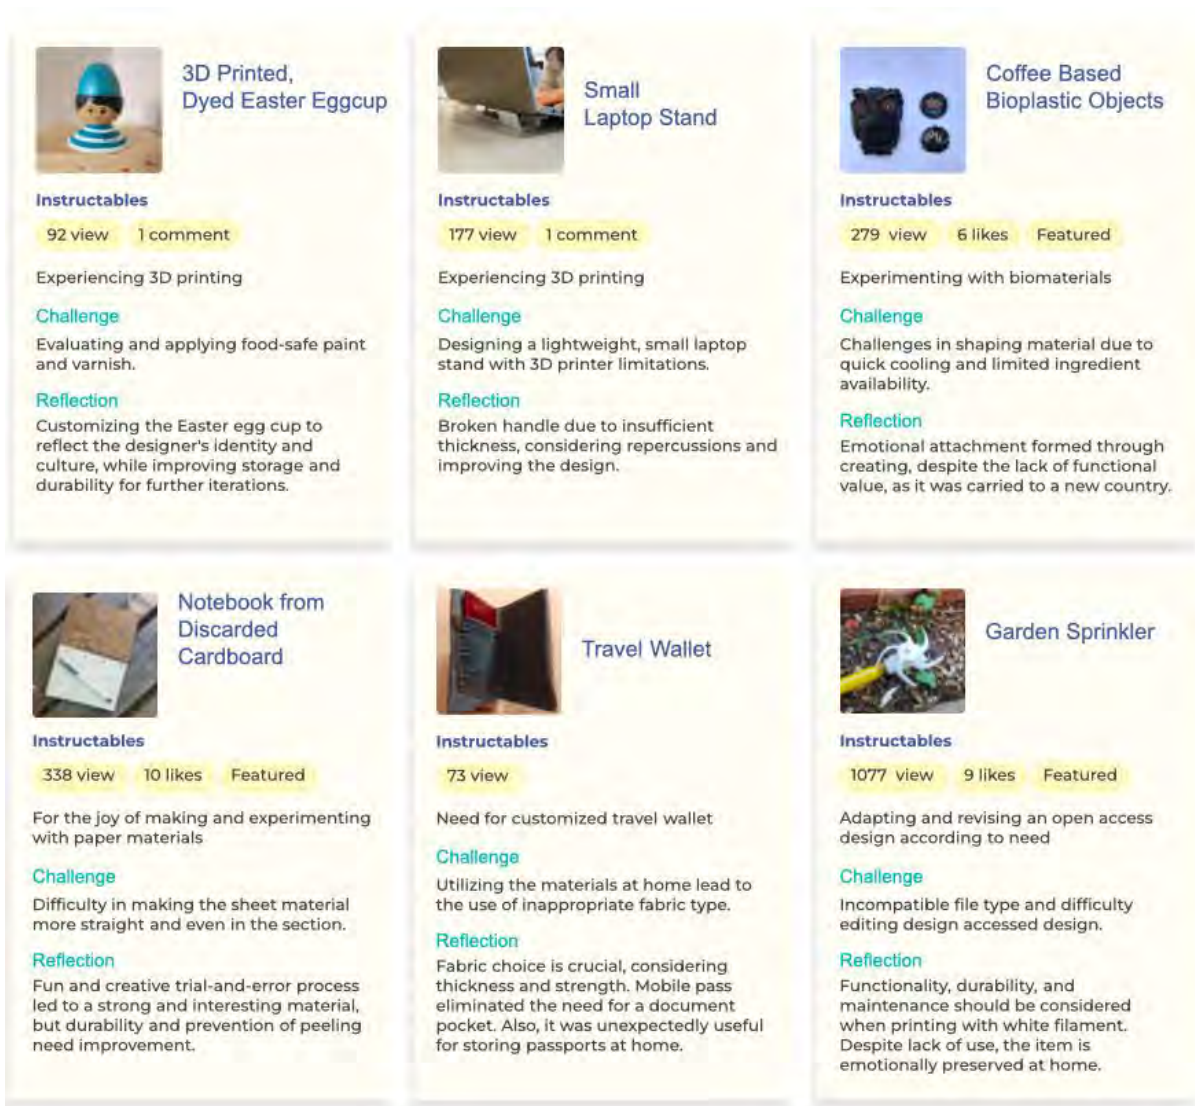 3D Printed,
Dyed Easter Eggcup
Instructables
92 view 1 comment
Experiencing 3D printing
Challenge
Evaluating and applying food-safe paint
and varnish.
Reflection
Customizing the Easter egg cup to
reflect the designer's identity and
culture, while improving storage and
durability for further iterations.
Small
Laptop Stand
Instructables
177 view 1 comment
Experiencing 3D printing
Challenge
Designing a lightweight, small laptop
stand with 3D printer limitations.
Reflection
Broken handle due to insufficient
thickness, considering repercussions and
improving the design.
Coffee Based
Bioplastic Objects
Instructables
279 view 6 likes Featured
Experimenting with biomaterials
Challenge
Challenges in shaping material due to
quick cooling and limited ingredient
availability.
Reflection
Emotional attachment formed through
creating, despite the lack of functional
value, as it was carried to a new country.
Notebook from
Discarded
Cardboard
Instructables
338 view 10 likes Featured
For the joy of making and experimenting
with paper materials
Challenge
Difficulty in making the sheet material
more straight and even in the section.
Reflection
Fun and creative trial-and-error process
led to a strong and interesting material,
but durability and prevention of peeling
need improvement.
Travel Wallet
Instructables
73 view
Need for customized travel wallet
Challenge
Utilizing the materials at home lead to
the use of inappropriate fabric type.
Reflection
Fabric choice is crucial, considering
thickness and strength. Mobile pass
eliminated the need for a document
pocket. Also, it was unexpectedly useful
for storing passports at home.
Garden Sprinkler
Instructables
1077 view 9 likes Featured
Adapting and revising an open access
design according to need
Challenge
Incompatible file type and difficulty
editing design accessed design.
Reflection
Functionality, durability, and
maintenance should be considered
when printing with white filament.
Despite lack of use, the item is
emotionally preserved at home.